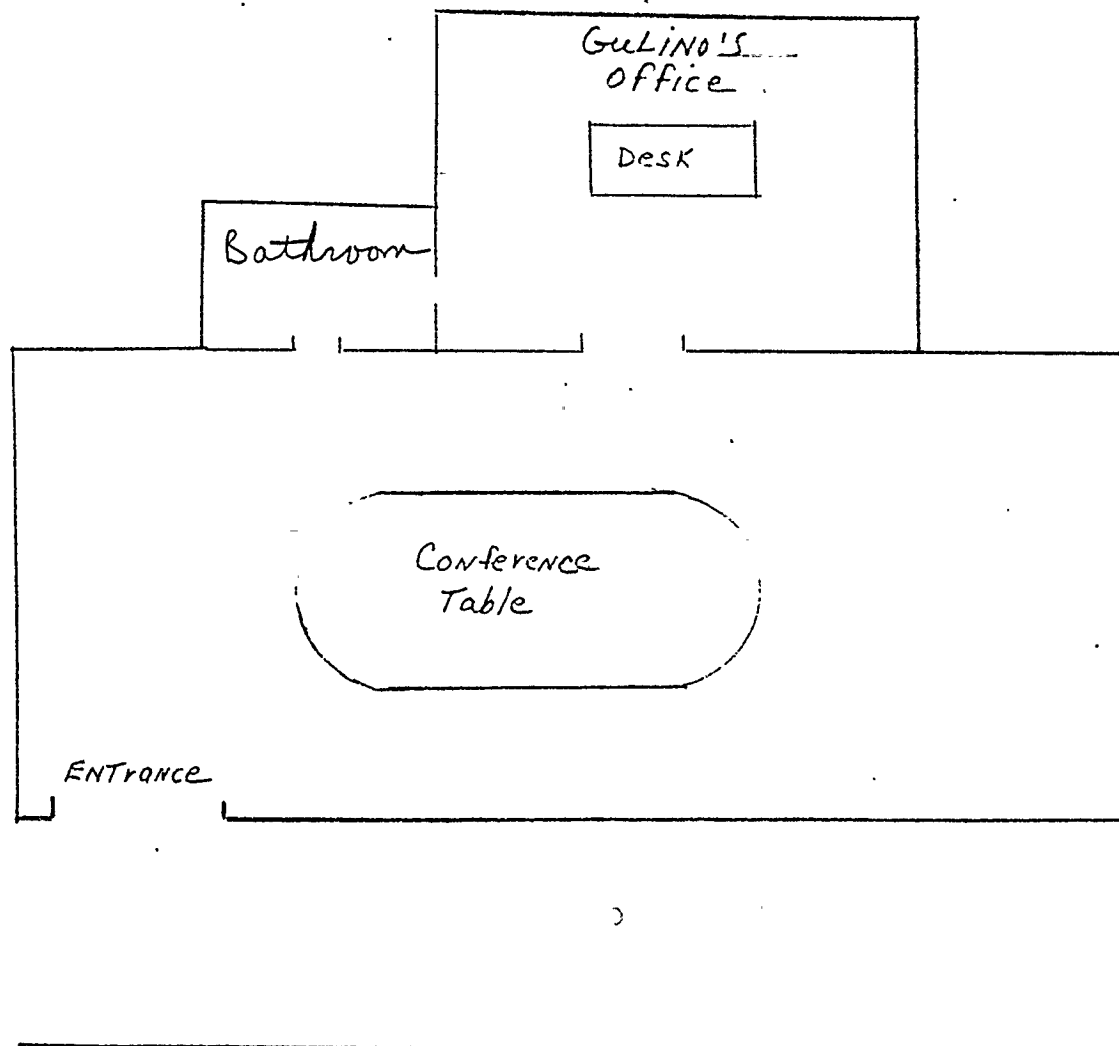 GuLiNO'S
Office
Desk
Bathroom
CoNfereNce
Table
ENTraNce